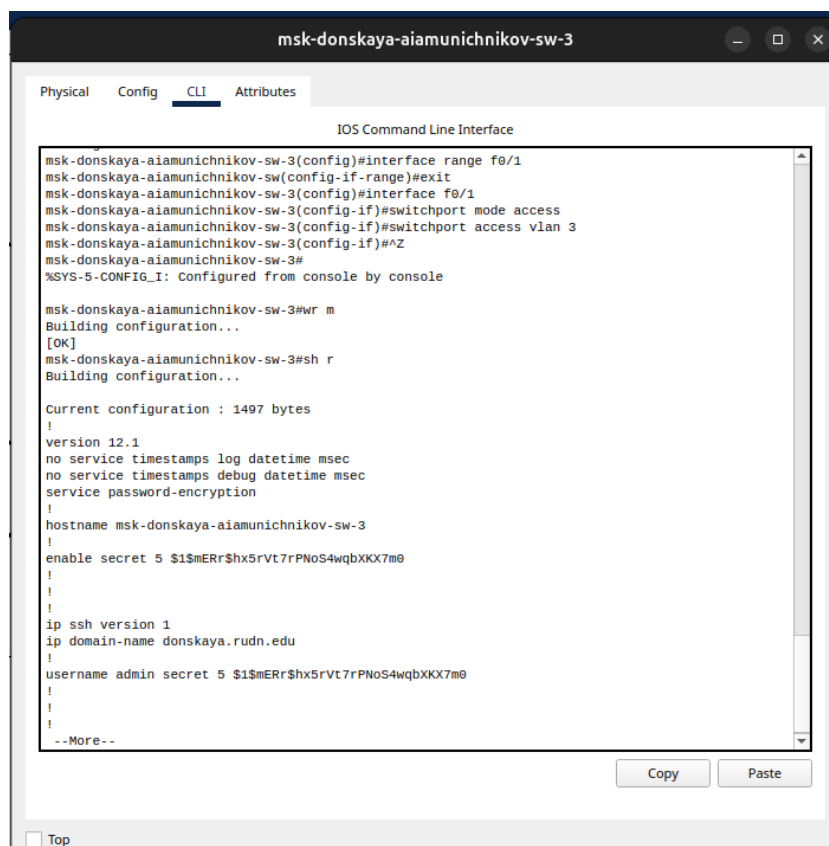 msk-donskaya-aiamunichnikov-sw-3
Physical Config CLI Attributes
IOS Command Line Interface
msk-donskaya-aiamunichnikov-sw-3(config)#interface range f0/1
msk-donskaya-aiamunichnikov-sw(config-if-range)#exit
msk-donskaya-aiamunichnikov-sw-3(config)#interface f0/1
msk-donskaya-aiamunichnikov-sw-3(config-if)#switchport mode access
msk-donskaya-aiamunichnikov-sw-3(config-if)#switchport access vlan 3
msk-donskaya-aiamunichnikov-sw-3(config-if)#^Z
msk-donskaya-aiamunichnikov-sw-3#
%SYS-5-CONFIG_I: Configured from console by console
msk-donskaya-aiamunichnikov-sw-3#wr m
Building configuration...
[OK]
msk-donskaya-aiamunichnikov-sw-3#sh r
Building configuration...
Current configuration : 1497 bytes
!
version 12.1
no service timestamps log datetime msec
no service timestamps debug datetime msec
service password-encryption
!
hostname msk-donskaya-aiamunichnikov-sw-3
!
enable secret 5 $1$mERr$hx5rVt7rPNoS4wqbXKX7m0
!
!
!
ip ssh version 1
ip domain-name donskaya.rudn.edu
!
username admin secret 5 $1$mERr$hx5rVt7rPNoS4wqbXKX7m0
!
!
!
--More--
Copy Paste
Top